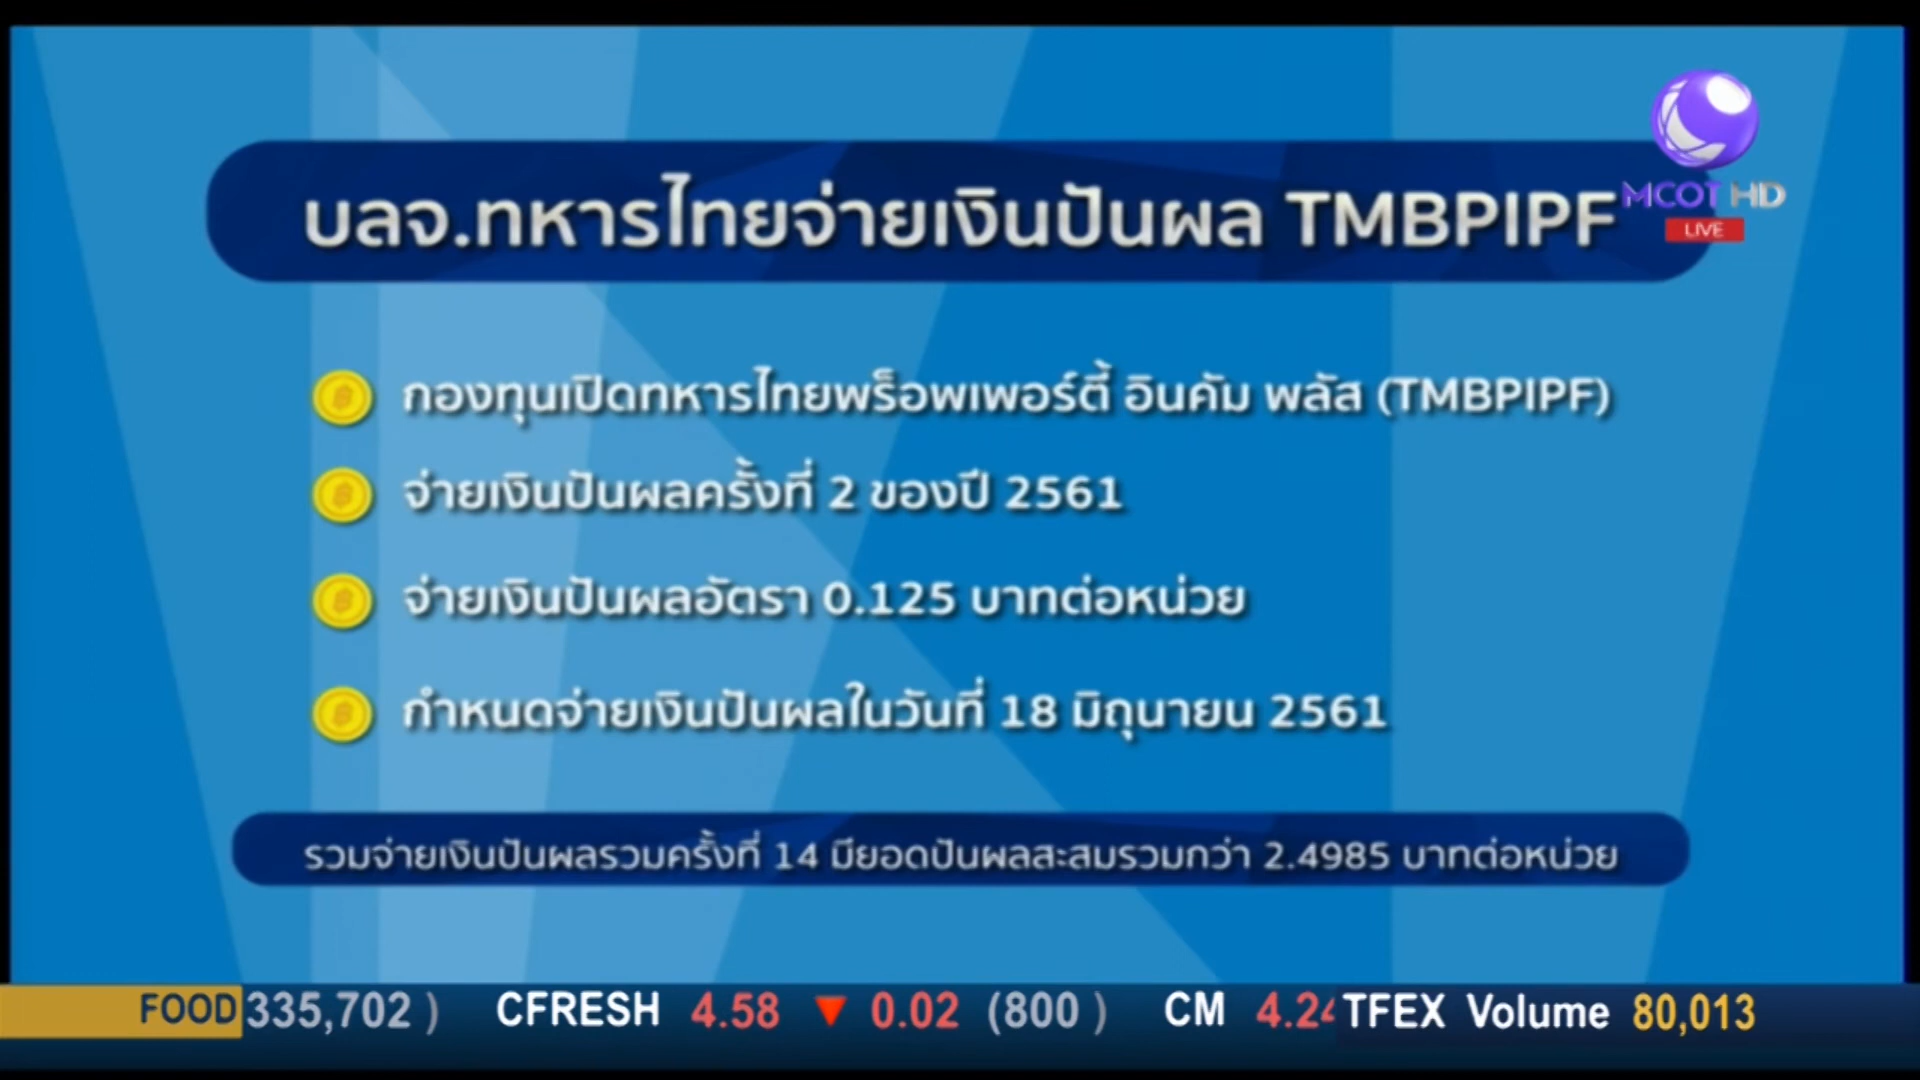 บลจ.ทหารไทยจ่ายเงินปันผล TMBPIPF
MCOT HD
LIVE
กองทุนเปิดทหารไทยพร็อพเพอร์ตี้ อินคัม พลัส (TMBPIPF)
จ่ายเงินปันผลครั้งที่ 2 ของปี 2561
จ่ายเงินปันผลอัตรา 0.125 บาทต่อหน่วย
กำหนดจ่ายเงินปันผลในวันที่ 18 มิถุนายน 2561
รวมจ่ายเงินปันผลรวมครั้งที่ 14 มียอดปันผลสะสมรวมกว่า 2.4985 บาทต่อหน่วย
FOOD 335,702 ) CFRESH 4.58 ▼ 0.02 (800 ) CM 4.24 TFEX Volume 80,013